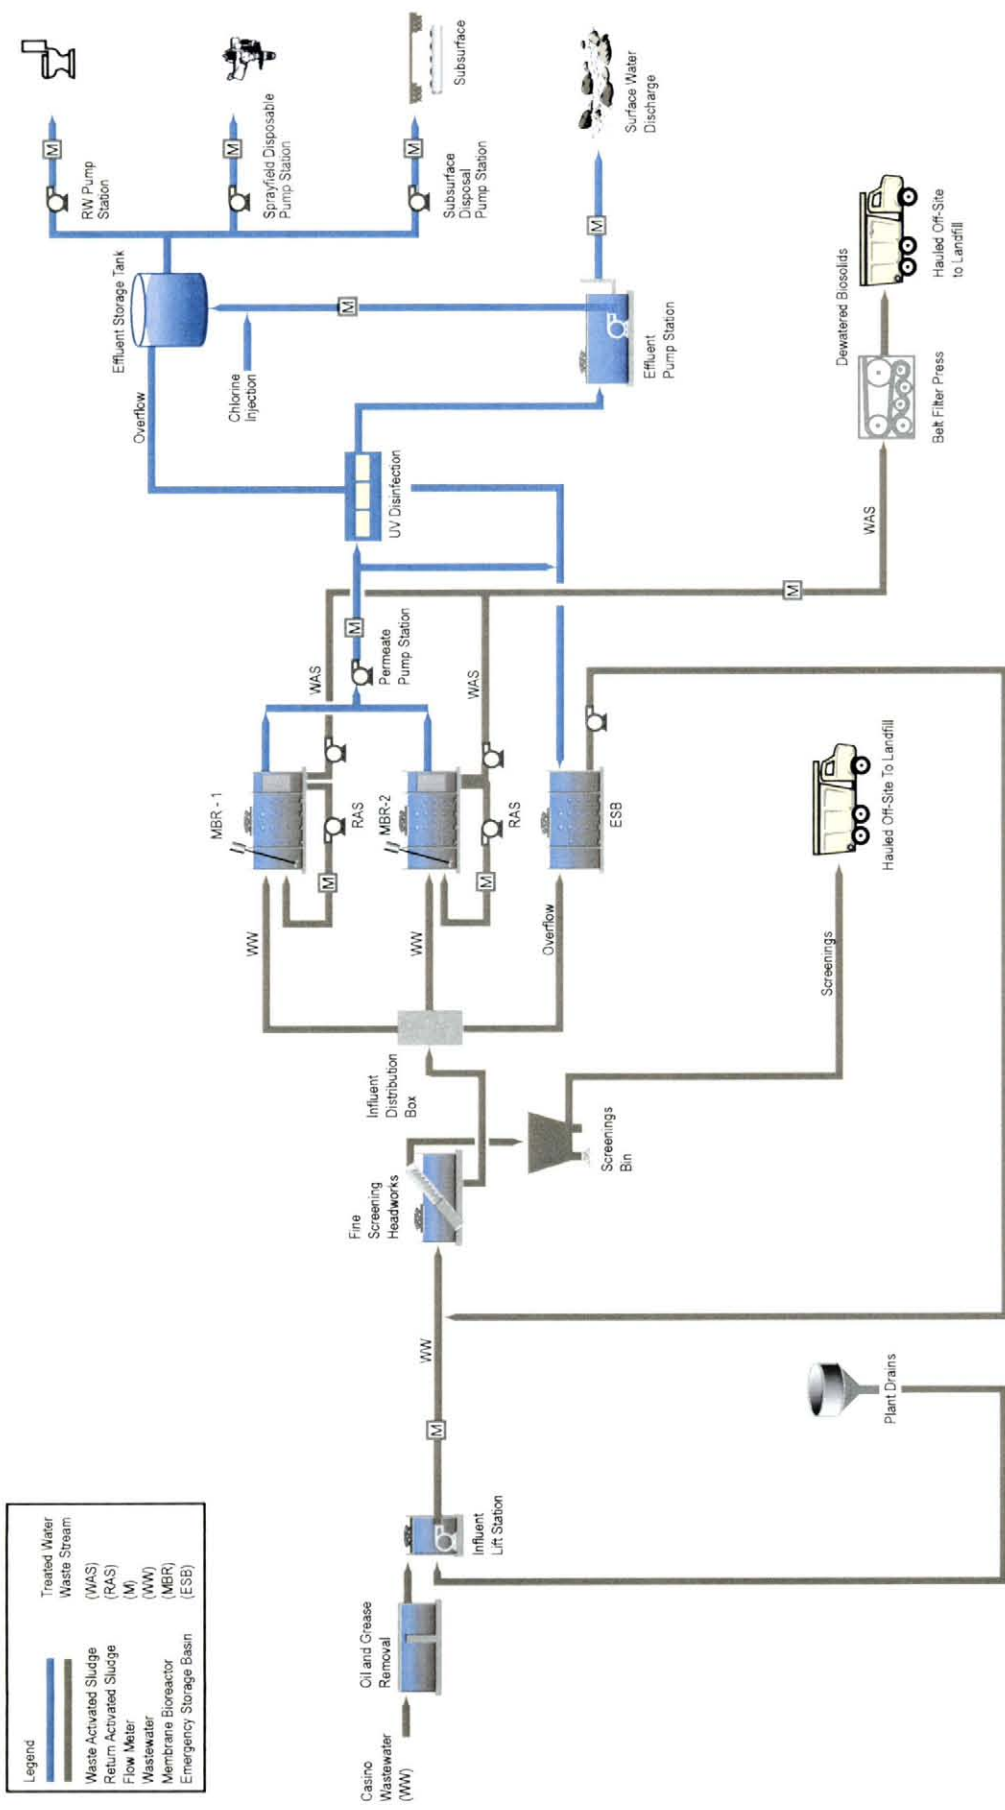 Legend
Treated Water
Waste Stream
Waste Activated Sludge (WAS)
Return Activated Sludge (RAS)
Flow Meter (M)
Wastewater (WW)
Membrane Bioreactor (MBR)
Emergency Storage Basin (ESB)
Casino
Wastewater
(WW)
Oil and Grease
Removal
Influent
Lift Station
M
WW
Plant Drains
Fine
Screening
Headworks
Screenings
Bin
Screenings
Hauled Off-Site To Landfill
Influent
Distribution
Box
WW
WW
Overflow
MBR - 1
RAS
M
WAS
MBR-2
RAS
M
WAS
ESB
Permeate
Pump Station
M
M
WAS
UV Disinfection
Overflow
Chlorine
Injection
Effluent Storage Tank
M
Effluent
Pump Station
M
Surface Water
Discharge
RW Pump
Station
M
Sprayfield Disposable
Pump Station
M
Subsurface
Disposal
Pump Station
M
Subsurface
Belt Filter Press
Dewatered Biosolids
Hauled Off-Site
to Landfill